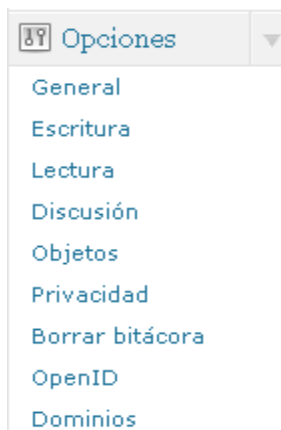 Opciones
General
Escritura
Lectura
Discusión
Objetos
Privacidad
Borrar bitácora
OpenID
Dominios